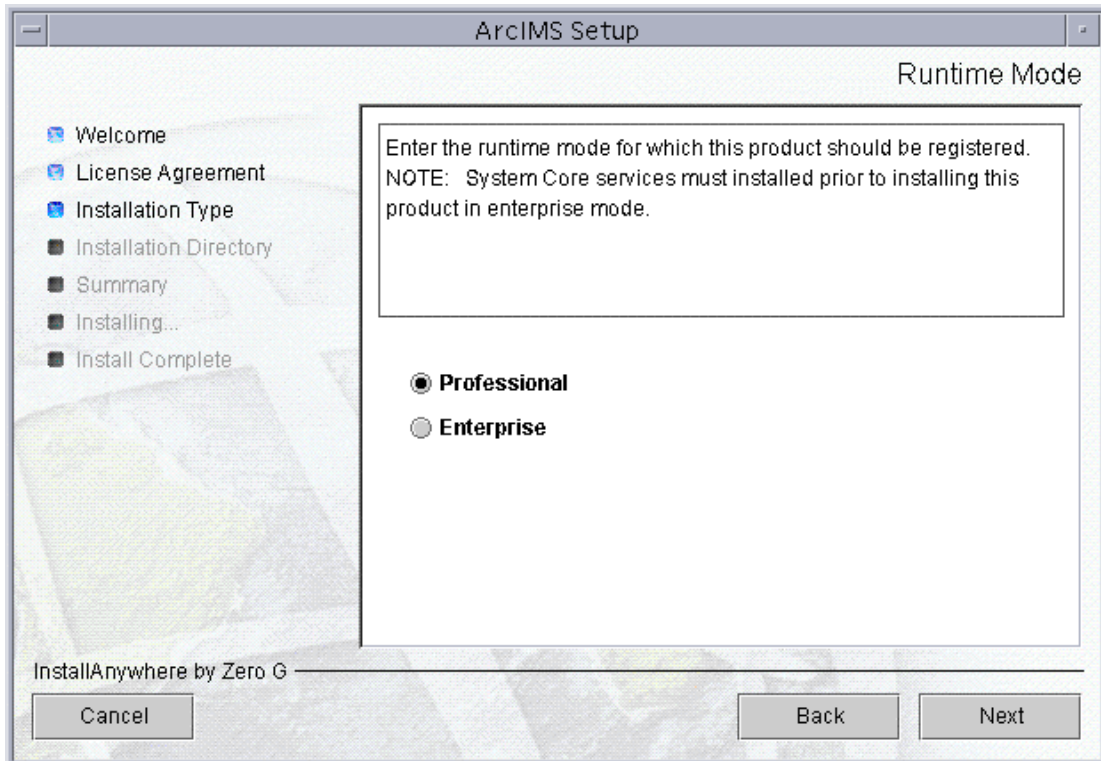 ArcIMS Setup
Runtime Mode
Welcome
License Agreement
Installation Type
Installation Directory
Summary
Installing...
Install Complete
Enter the runtime mode for which this product should be registered.
NOTE: System Core services must installed prior to installing this
product in enterprise mode.
Professional
Enterprise
InstallAnywhere by Zero G
Cancel
Back
Next